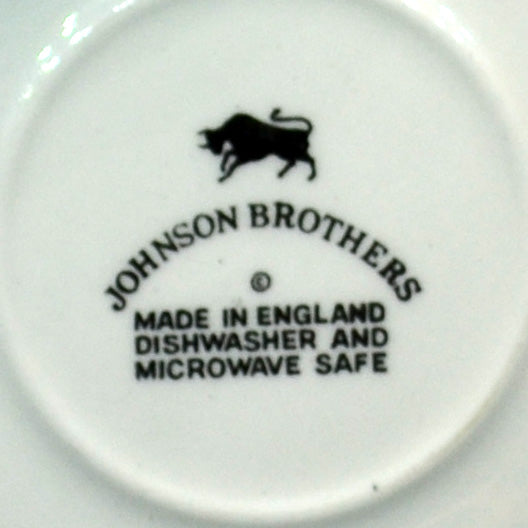 JOHNSON BROTHERS
©
MADE IN ENGLAND
DISHWASHER AND
MICROWAVE SAFE